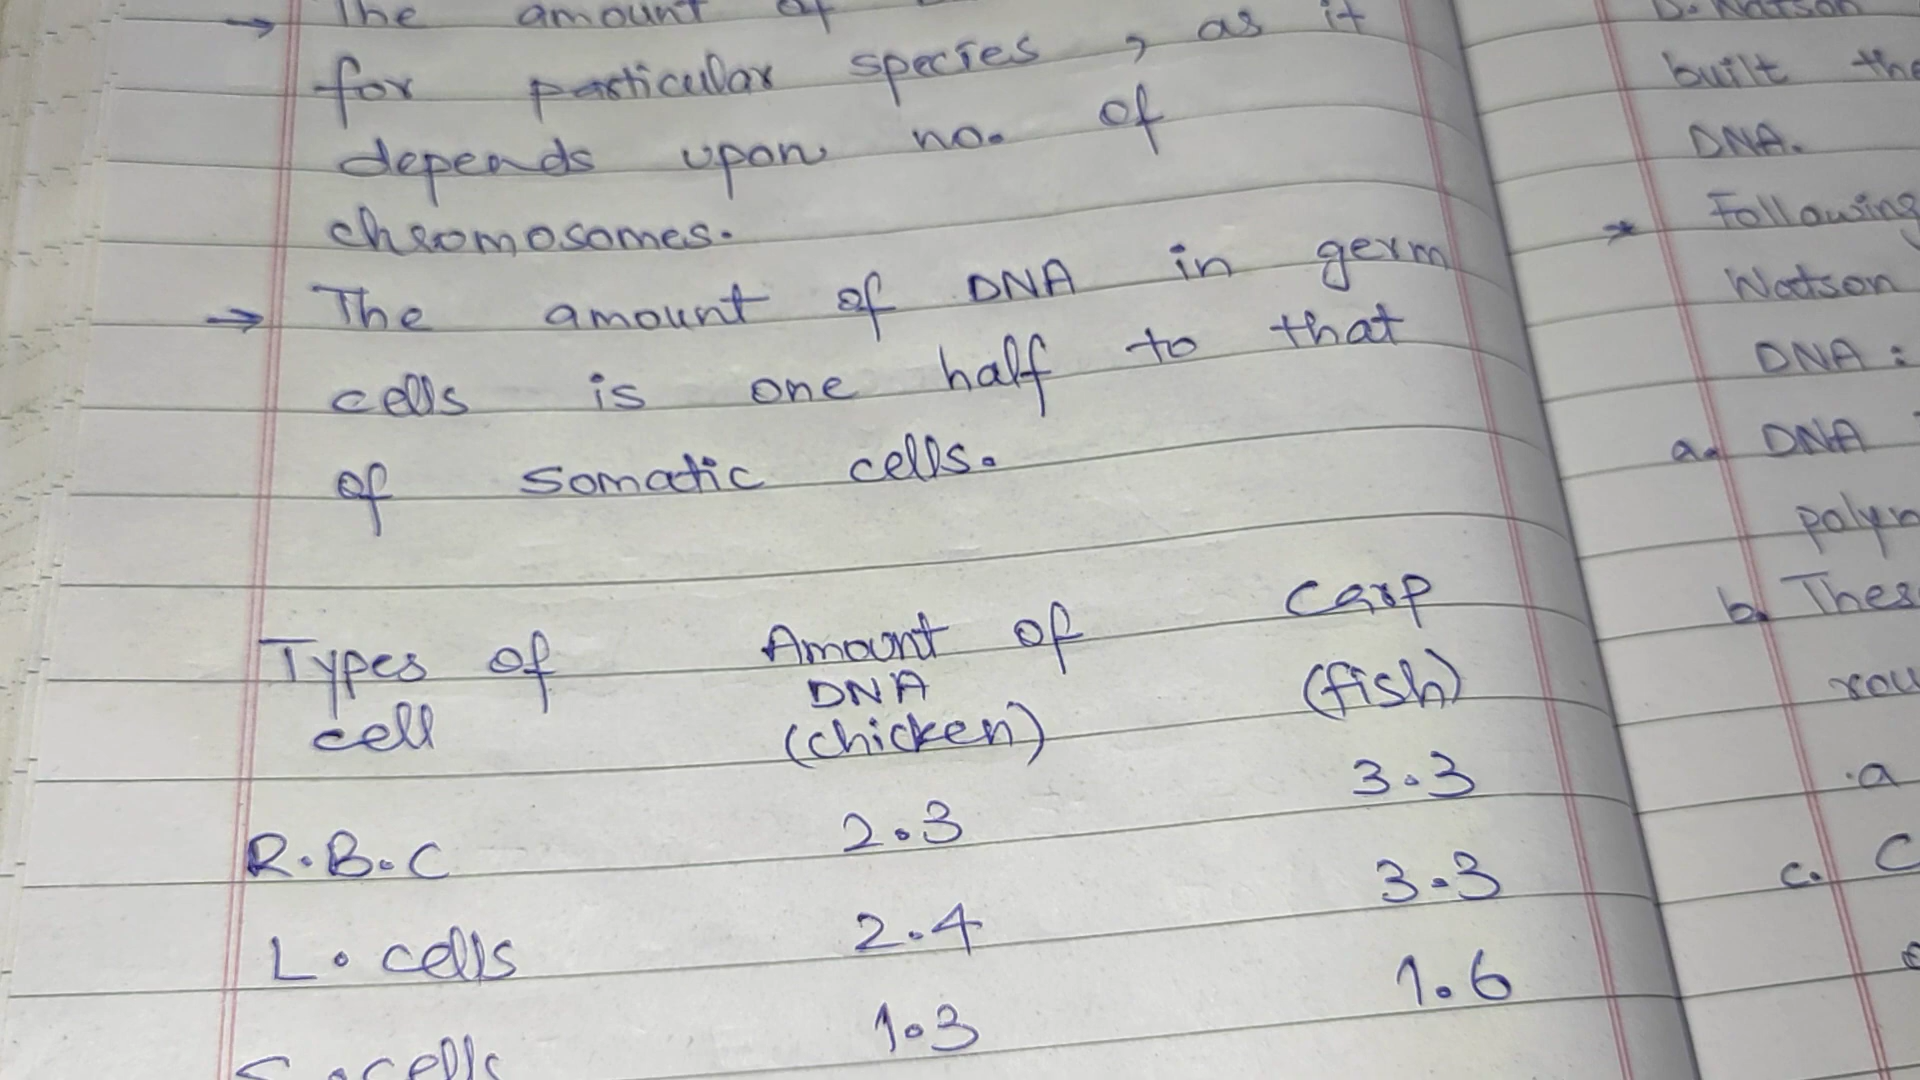 The amount of
for particular species, as it
depends upon no. of
chromosomes.
→ The amount of DNA in germ
cells is one half to that
of somatic cells.
Types of cell Amount of DNA (chicken) Carp (fish)
R.B.C 2.3 3.3
L. cells 2.4 3.3
S. cells 1.3 1.6
D. Watson
built the
DNA.
Following
Watson
DNA:
a. DNA
b.
c.